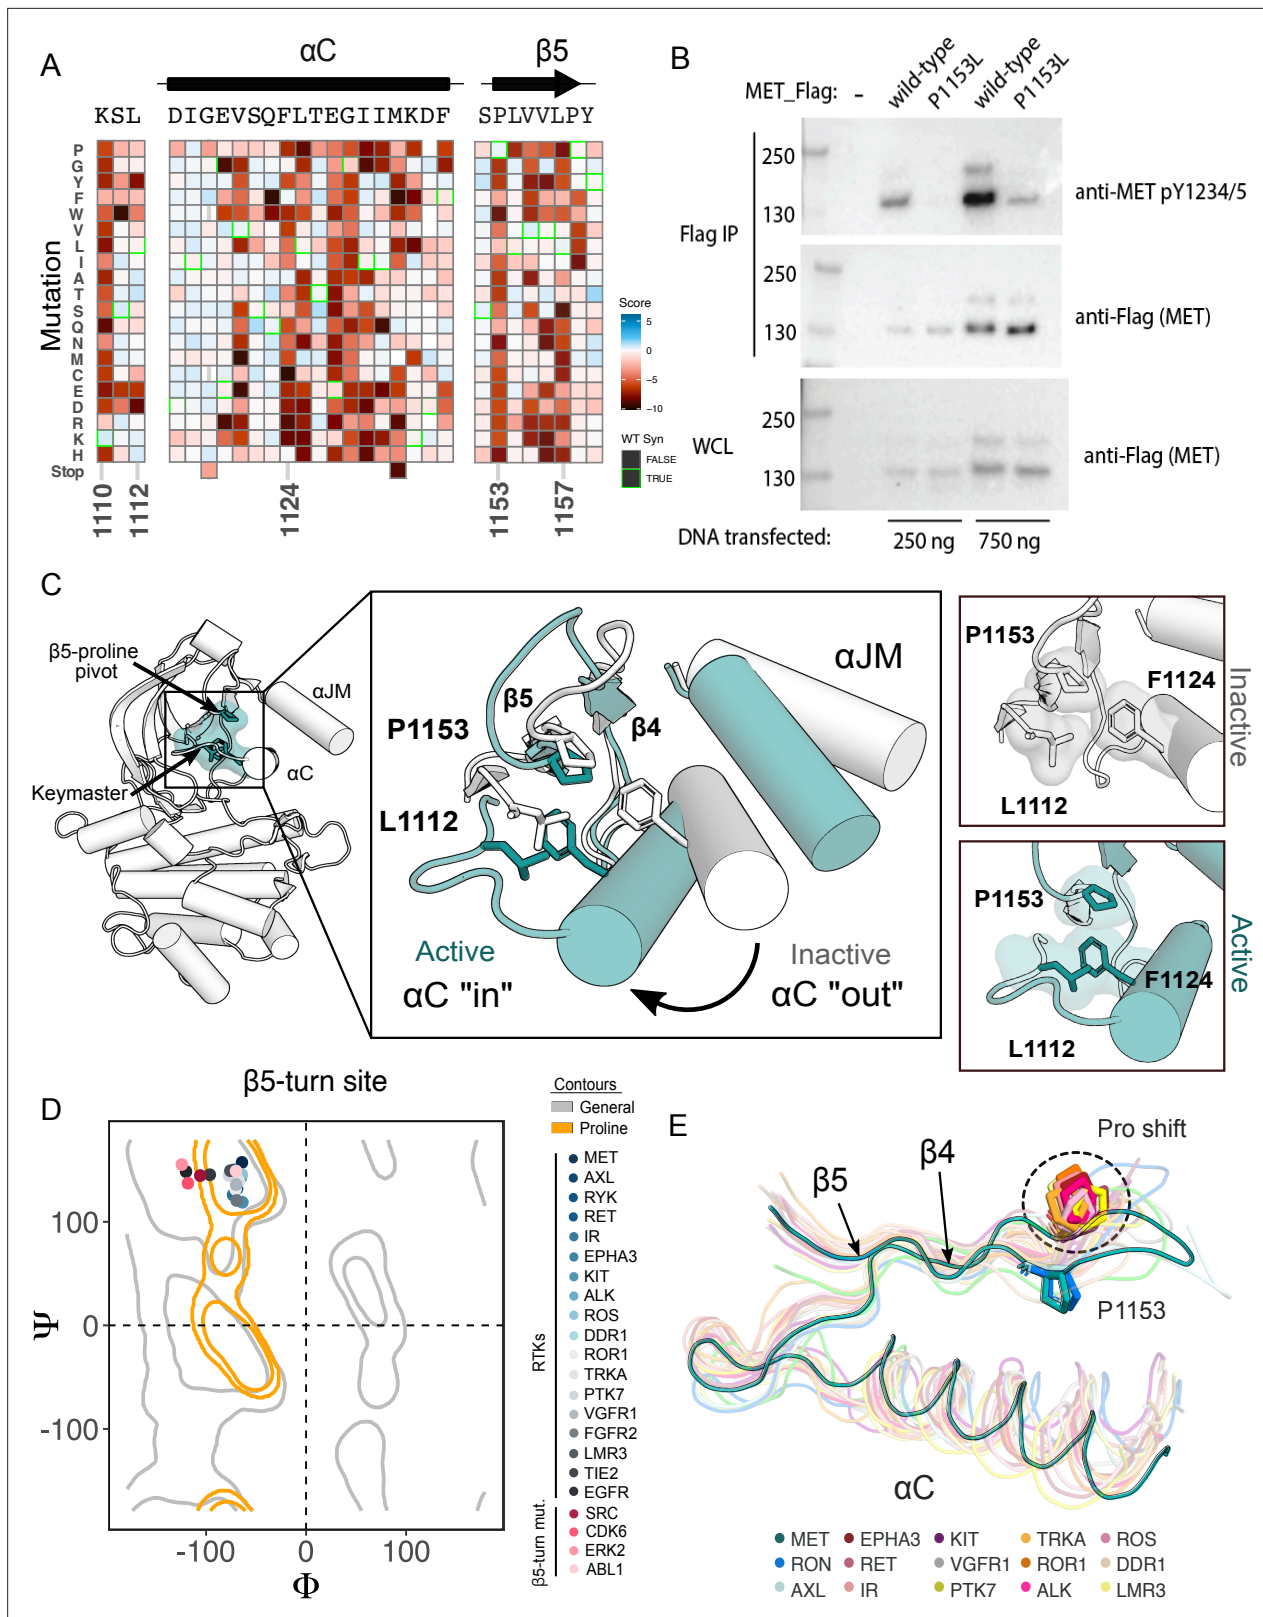 A
αC
β5
KSL
DIGEVSQFLTEGIIMKDF
SPLVVLPY
Mutation
P
G
Y
F
W
V
L
I
A
T
S
Q
N
M
C
E
D
R
K
H
Stop
1110
1112
1124
1153
1157
Score
5
0
−5
−10
WT Syn
FALSE
TRUE
B
MET_Flag:
-
wild-type
P1153L
wild-type
P1153L
Flag IP
250
130
anti-MET pY1234/5
250
130
anti-Flag (MET)
WCL
250
130
anti-Flag (MET)
DNA transfected:
250 ng
750 ng
C
β5-proline
pivot
αJM
αC
Keymaster
αJM
β5
β4
P1153
L1112
Active
αC "in"
Inactive
αC "out"
P1153
F1124
L1112
Inactive
P1153
F1124
L1112
Active
D
β5-turn site
Ψ
100
0
-100
-100
0
100
Φ
Contours
General
Proline
RTKs
MET
AXL
RYK
RET
IR
EPHA3
KIT
ALK
ROS
DDR1
ROR1
TRKA
PTK7
VGFR1
FGFR2
LMR3
TIE2
EGFR
β5-turn mut.
SRC
CDK6
ERK2
ABL1
E
Pro shift
β5
β4
P1153
αC
MET
EPHA3
KIT
TRKA
ROS
RON
RET
VGFR1
ROR1
DDR1
AXL
IR
PTK7
ALK
LMR3